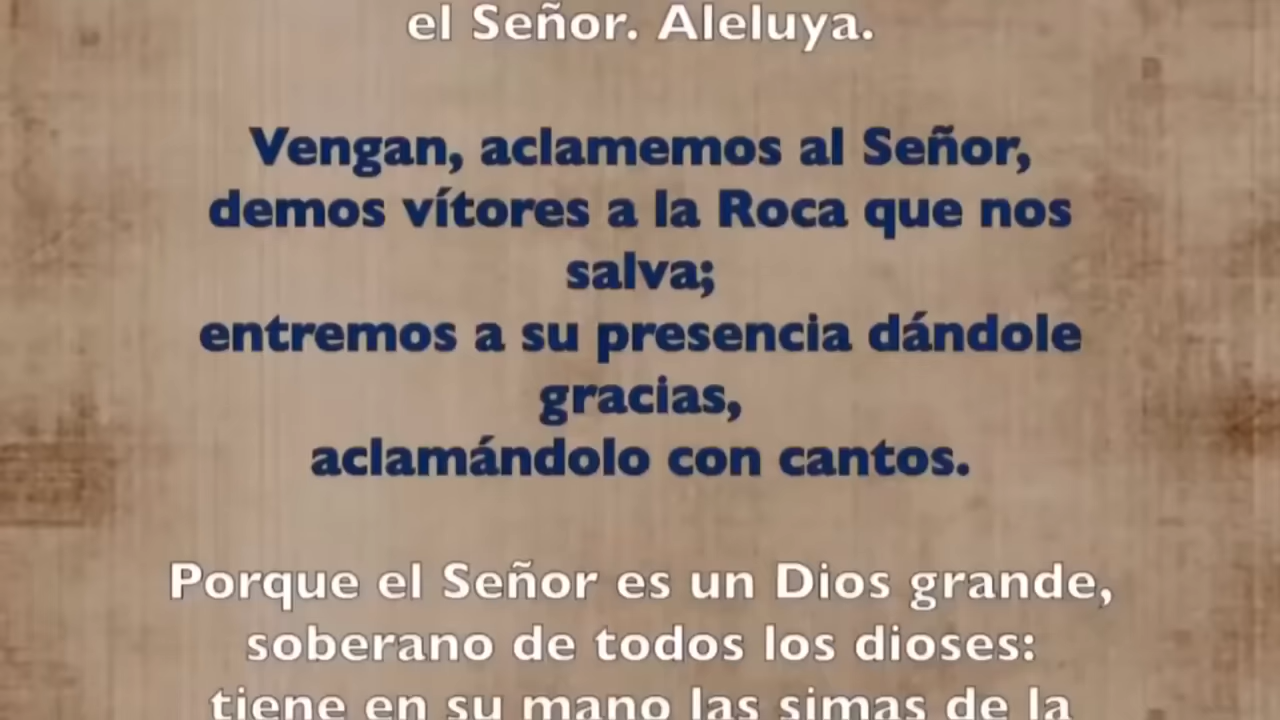 el Señor. Aleluya.
Vengan, aclamemos al Señor,
demos vítores a la Roca que nos
salva;
entremos a su presencia dándole
gracias,
aclamándolo con cantos.
Porque el Señor es un Dios grande,
soberano de todos los dioses:
tiene en su mano las simas de la